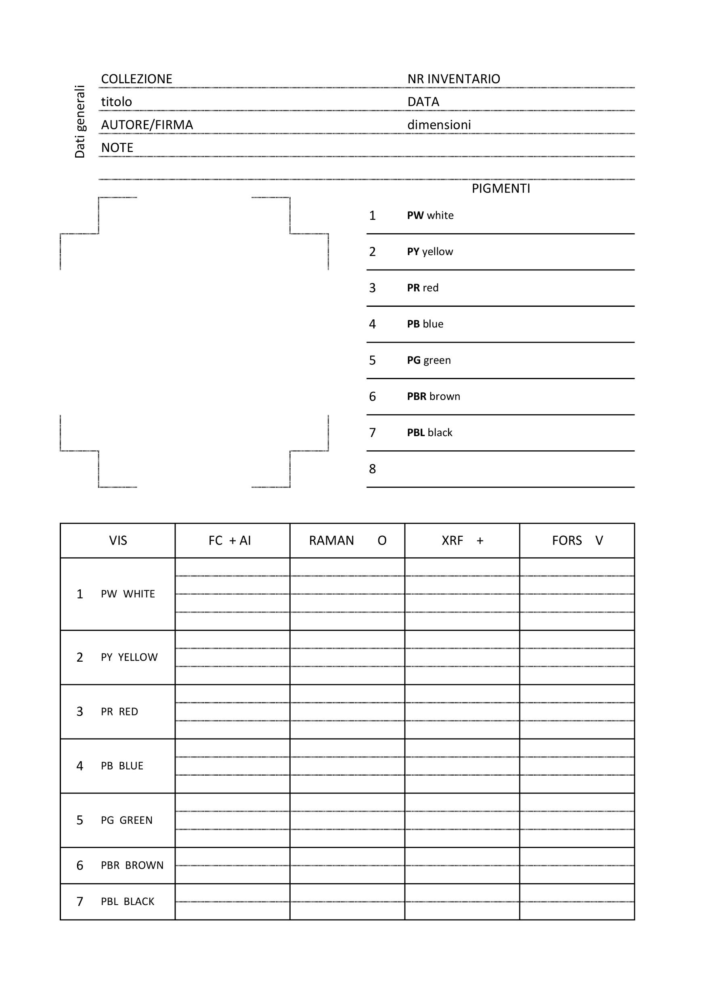 Dati generali
COLLEZIONE NR INVENTARIO
titolo DATA
AUTORE/FIRMA dimensioni
NOTE
PIGMENTI
1 PW white
2 PY yellow
3 PR red
4 PB blue
5 PG green
6 PBR brown
7 PBL black
8
VIS FC + AI RAMAN O XRF + FORS V
1 PW WHITE
2 PY YELLOW
3 PR RED
4 PB BLUE
5 PG GREEN
6 PBR BROWN
7 PBL BLACK